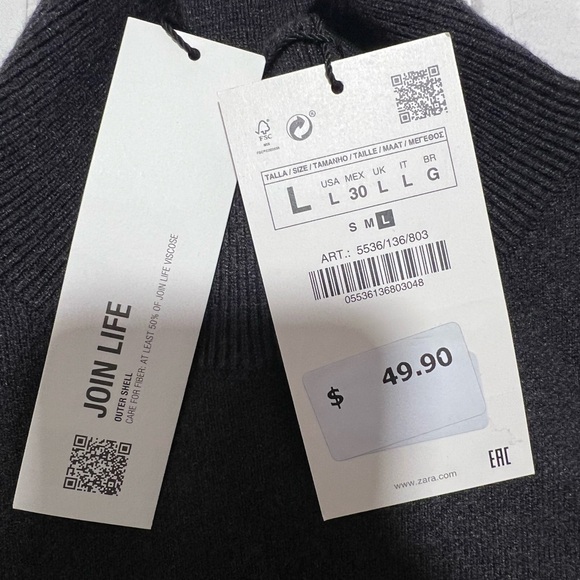 JOIN LIFE
OUTER SHELL
CARE FOR FIBER: AT LEAST 50% OF JOIN LIFE VISCOSE
FSC
TALLA / SIZE / TAMANHO / TAILLE / MAAT / ΜΕΓΕΘΟΣ
L
USA MEX UK IT BR
L 30 L L G
S M L
ART.: 5536/136/803
05536136803048
$ 49.90
www.zara.com
EAC